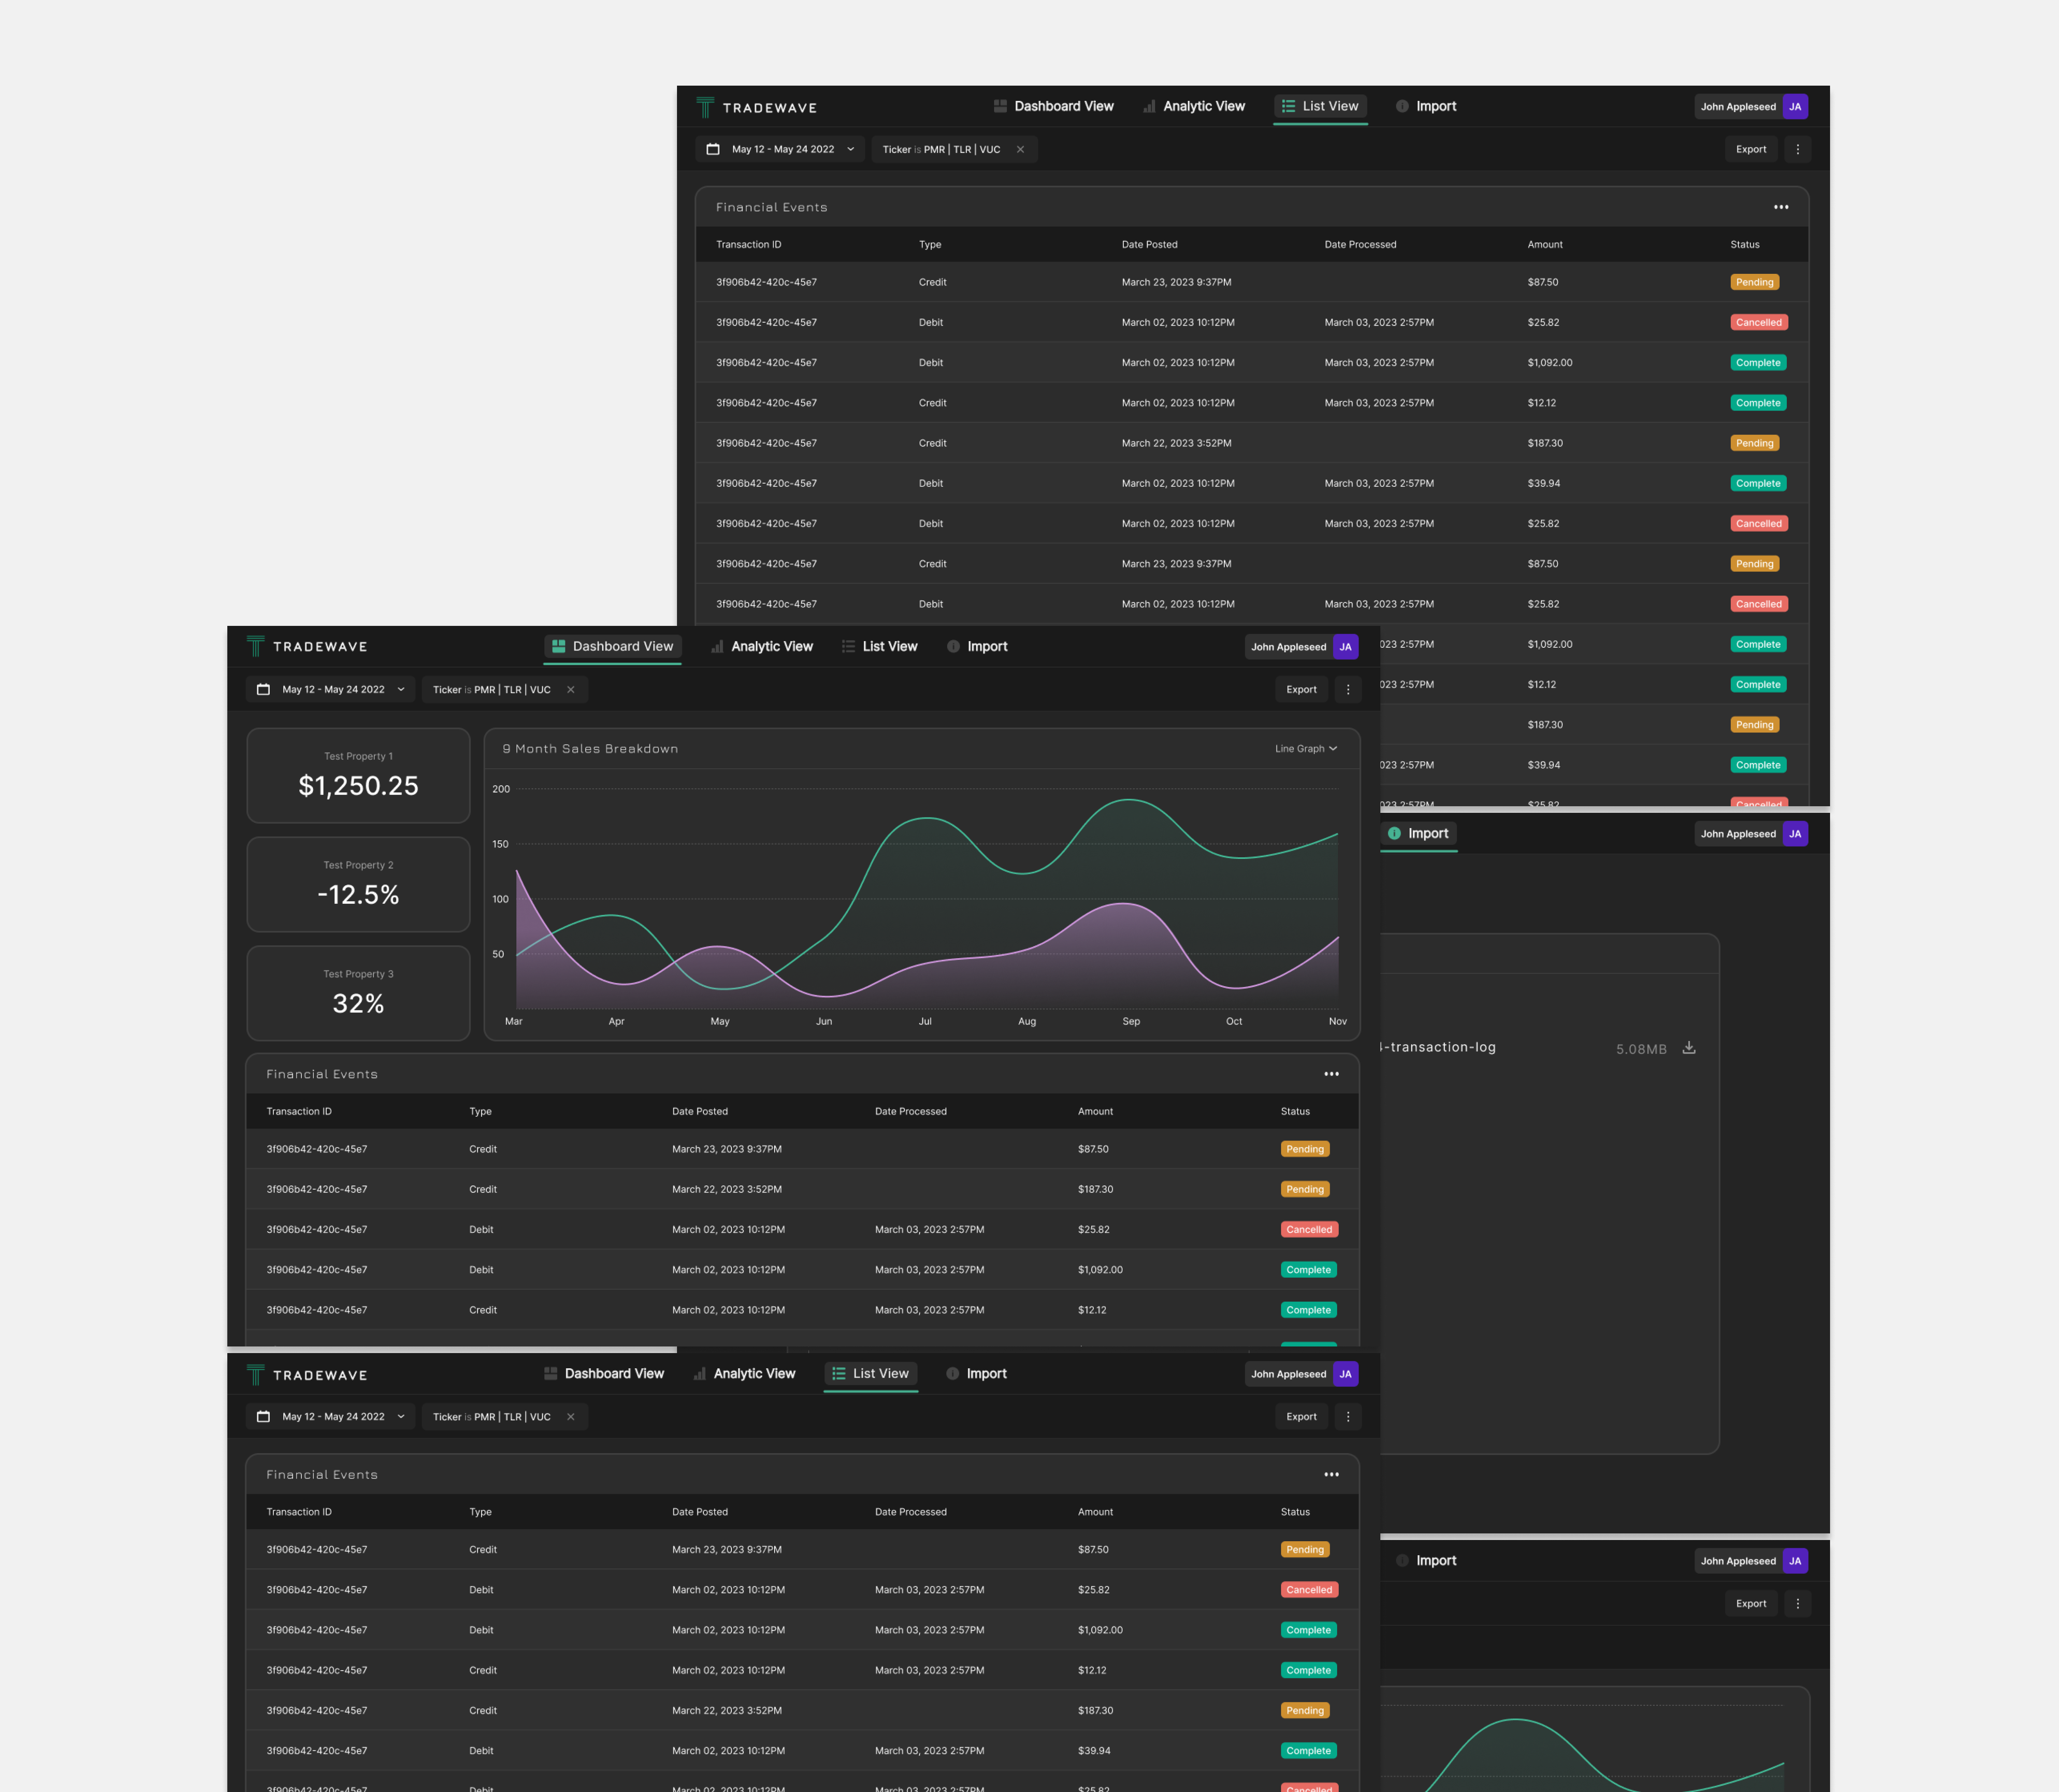 TRADEWAVE Dashboard View Analytic View List View Import John Appleseed JA
May 12 - May 24 2022 Ticker is PMR | TLR | VUC Export
Financial Events
Transaction ID Type Date Posted Date Processed Amount Status
3f906b42-420c-45e7 Credit March 23, 2023 9:37PM $87.50 Pending
3f906b42-420c-45e7 Debit March 02, 2023 10:12PM March 03, 2023 2:57PM $25.82 Cancelled
3f906b42-420c-45e7 Debit March 02, 2023 10:12PM March 03, 2023 2:57PM $1,092.00 Complete
3f906b42-420c-45e7 Credit March 02, 2023 10:12PM March 03, 2023 2:57PM $12.12 Complete
3f906b42-420c-45e7 Credit March 22, 2023 3:52PM $187.30 Pending
3f906b42-420c-45e7 Debit March 02, 2023 10:12PM March 03, 2023 2:57PM $39.94 Complete
3f906b42-420c-45e7 Debit March 02, 2023 10:12PM March 03, 2023 2:57PM $25.82 Cancelled
3f906b42-420c-45e7 Credit March 23, 2023 9:37PM $87.50 Pending
3f906b42-420c-45e7 Debit March 02, 2023 10:12PM March 03, 2023 2:57PM $25.82 Cancelled
023 2:57PM $1,092.00 Complete
023 2:57PM $12.12 Complete
$187.30 Pending
023 2:57PM $39.94 Complete
023 2:57PM $25.82 Cancelled
TRADEWAVE Dashboard View Analytic View List View Import John Appleseed JA
May 12 - May 24 2022 Ticker is PMR | TLR | VUC Export
Test Property 1
$1,250.25
Test Property 2
-12.5%
Test Property 3
32%
9 Month Sales Breakdown Line Graph
200
150
100
50
Mar Apr May Jun Jul Aug Sep Oct Nov
Financial Events
Transaction ID Type Date Posted Date Processed Amount Status
3f906b42-420c-45e7 Credit March 23, 2023 9:37PM $87.50 Pending
3f906b42-420c-45e7 Credit March 22, 2023 3:52PM $187.30 Pending
3f906b42-420c-45e7 Debit March 02, 2023 10:12PM March 03, 2023 2:57PM $25.82 Cancelled
3f906b42-420c-45e7 Debit March 02, 2023 10:12PM March 03, 2023 2:57PM $1,092.00 Complete
3f906b42-420c-45e7 Credit March 02, 2023 10:12PM March 03, 2023 2:57PM $12.12 Complete
Import John Appleseed JA
-transaction-log 5.08MB
TRADEWAVE Dashboard View Analytic View List View Import John Appleseed JA
May 12 - May 24 2022 Ticker is PMR | TLR | VUC Export
Financial Events
Transaction ID Type Date Posted Date Processed Amount Status
3f906b42-420c-45e7 Credit March 23, 2023 9:37PM $87.50 Pending
3f906b42-420c-45e7 Debit March 02, 2023 10:12PM March 03, 2023 2:57PM $25.82 Cancelled
3f906b42-420c-45e7 Debit March 02, 2023 10:12PM March 03, 2023 2:57PM $1,092.00 Complete
3f906b42-420c-45e7 Credit March 02, 2023 10:12PM March 03, 2023 2:57PM $12.12 Complete
3f906b42-420c-45e7 Credit March 22, 2023 3:52PM $187.30 Pending
3f906b42-420c-45e7 Debit March 02, 2023 10:12PM March 03, 2023 2:57PM $39.94 Complete
3f906b42-420c-45e7 Debit March 02, 2023 10:12PM March 03, 2023 2:57PM $25.82 Cancelled
Import John Appleseed JA
Export